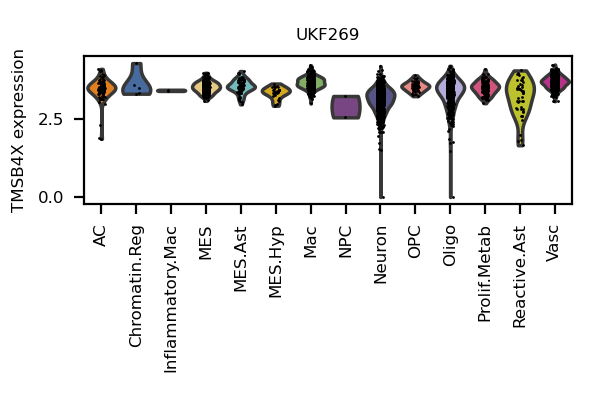 UKF269
TMSB4X expression
2.5
0.0
AC
Chromatin.Reg
Inflammatory.Mac
MES
MES.Ast
MES.Hyp
Mac
NPC
Neuron
OPC
Oligo
Prolif.Metab
Reactive.Ast
Vasc